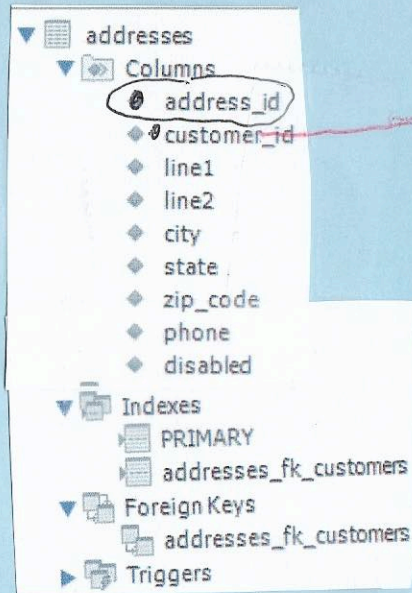 addresses
Columns
address_id
customer_id
line1
line2
city
state
zip_code
phone
disabled
Indexes
PRIMARY
addresses_fk_customers
Foreign Keys
addresses_fk_customers
Triggers